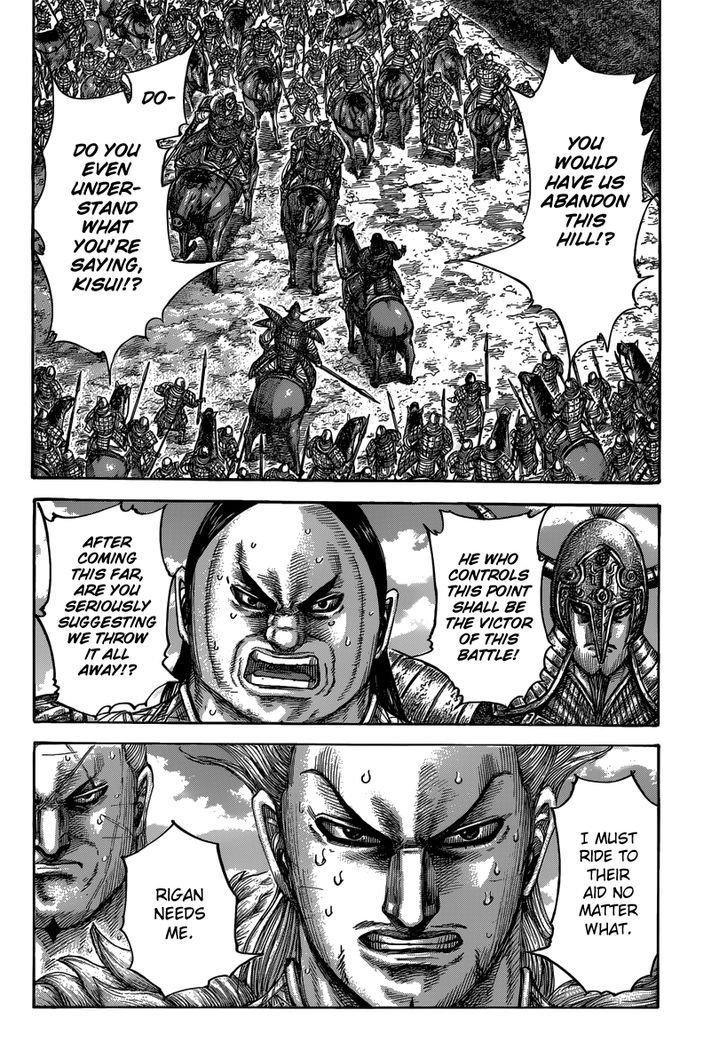 YOU
WOULD
HAVE US
ABANDON
THIS
HILL!?
DO-
DO YOU
EVEN
UNDER-
STAND
WHAT
YOU'RE
SAYING,
KISUI!?
HE WHO
CONTROLS
THIS POINT
SHALL BE
THE VICTOR
OF THIS
BATTLE!
AFTER
COMING
THIS FAR,
ARE YOU
SERIOUSLY
SUGGESTING
WE THROW
IT ALL
AWAY!?
I MUST
RIDE TO
THEIR
AID NO
MATTER
WHAT.
RIGAN
NEEDS
ME.